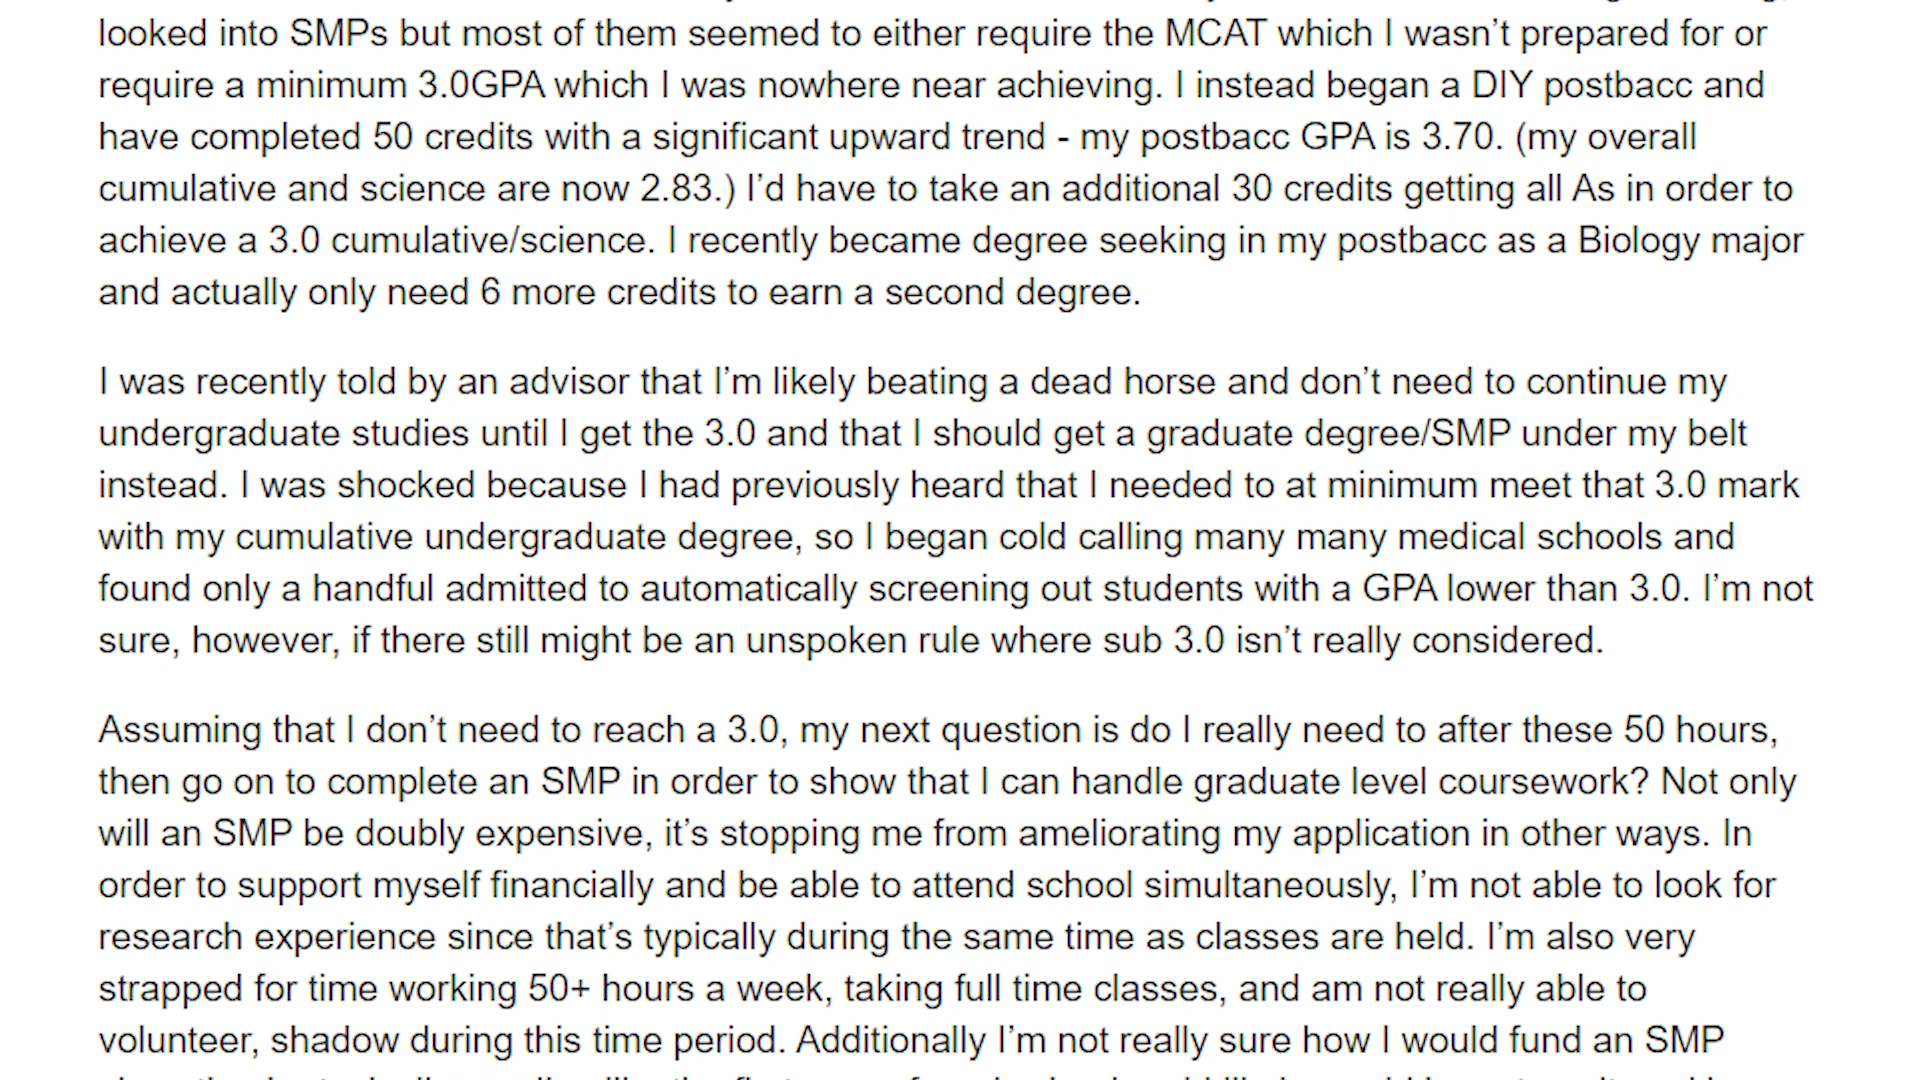 looked into SMPs but most of them seemed to either require the MCAT which I wasn’t prepared for or
require a minimum 3.0GPA which I was nowhere near achieving. I instead began a DIY postbacc and
have completed 50 credits with a significant upward trend - my postbacc GPA is 3.70. (my overall
cumulative and science are now 2.83.) I’d have to take an additional 30 credits getting all As in order to
achieve a 3.0 cumulative/science. I recently became degree seeking in my postbacc as a Biology major
and actually only need 6 more credits to earn a second degree.
I was recently told by an advisor that I’m likely beating a dead horse and don’t need to continue my
undergraduate studies until I get the 3.0 and that I should get a graduate degree/SMP under my belt
instead. I was shocked because I had previously heard that I needed to at minimum meet that 3.0 mark
with my cumulative undergraduate degree, so I began cold calling many many medical schools and
found only a handful admitted to automatically screening out students with a GPA lower than 3.0. I’m not
sure, however, if there still might be an unspoken rule where sub 3.0 isn’t really considered.
Assuming that I don’t need to reach a 3.0, my next question is do I really need to after these 50 hours,
then go on to complete an SMP in order to show that I can handle graduate level coursework? Not only
will an SMP be doubly expensive, it’s stopping me from ameliorating my application in other ways. In
order to support myself financially and be able to attend school simultaneously, I’m not able to look for
research experience since that’s typically during the same time as classes are held. I’m also very
strapped for time working 50+ hours a week, taking full time classes, and am not really able to
volunteer, shadow during this time period. Additionally I’m not really sure how I would fund an SMP